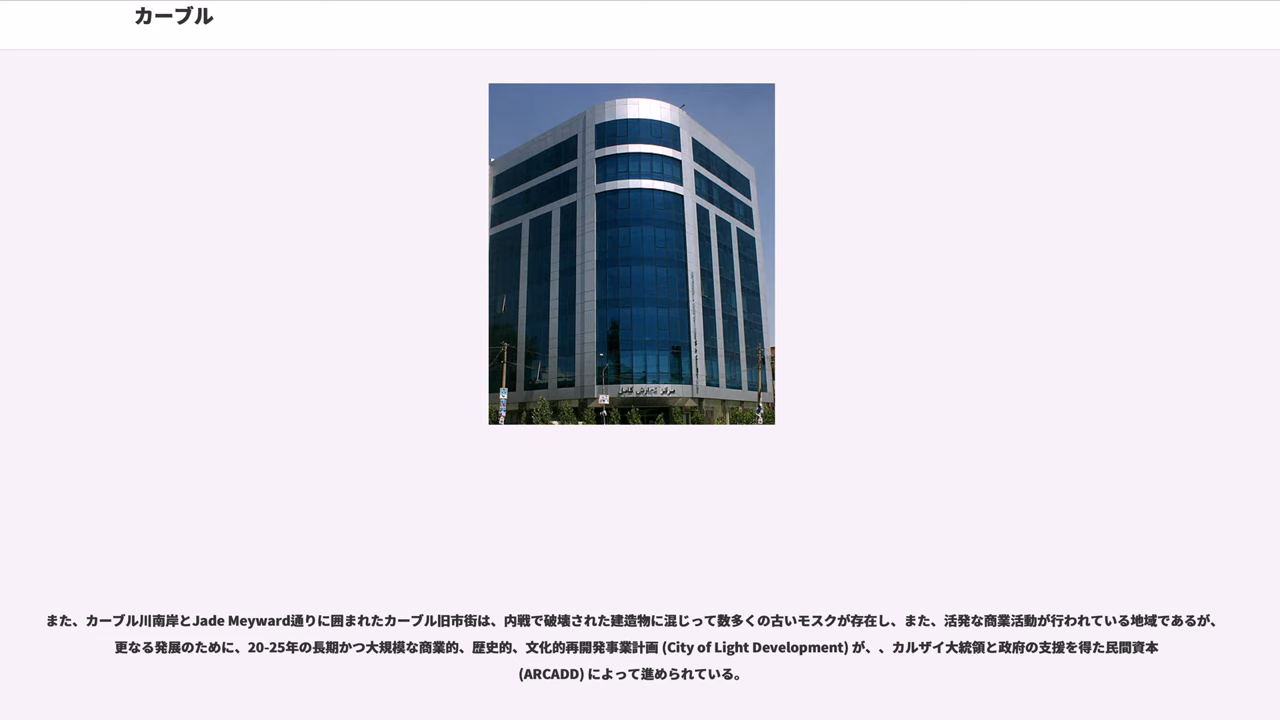 カーブル
また、カーブル川南岸とJade Meyward通りに囲まれたカーブル旧市街は、内戦で破壊された建造物に混じって数多くの古いモスクが存在し、また、活発な商業活動が行われている地域であるが、
更なる発展のために、20-25年の長期かつ大規模な商業的、歴史的、文化的再開発事業計画 (City of Light Development) が、、カルザイ大統領と政府の支援を得た民間資本
(ARCADD) によって進められている。